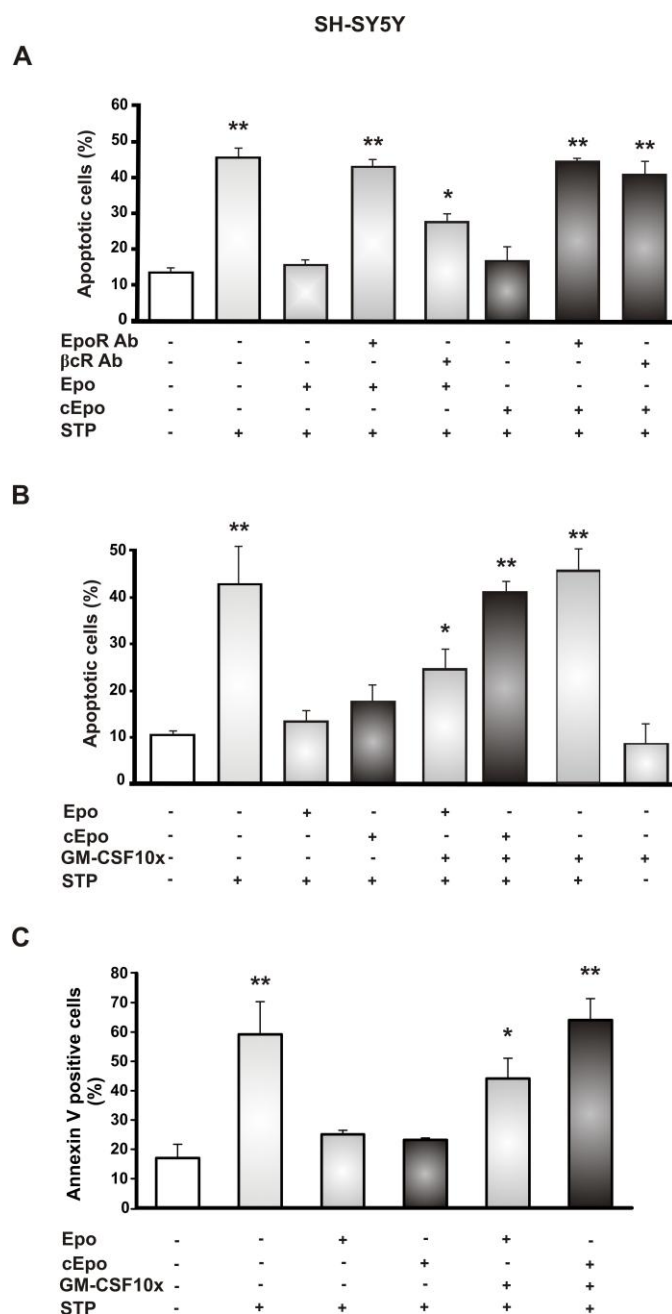 SH-SY5Y
A
Apoptotic cells (%)
60
50
40
30
20
10
0
** ** * ** **
EpoR Ab - - - + - - + -
βcR Ab - - - - + - - +
Epo - - + + + - - -
cEpo - - - - - + + +
STP - + + + + + + +
B
Apoptotic cells (%)
50
40
30
20
10
0
** * ** **
Epo - - + - + - - -
cEpo - - - + - + - -
GM-CSF10x - - - - + + + +
STP - + + + + + + -
C
Annexin V positive cells
(%)
80
70
60
50
40
30
20
10
0
** * **
Epo - - + - + -
cEpo - - - + - +
GM-CSF10x - - - - + +
STP - + + + + +